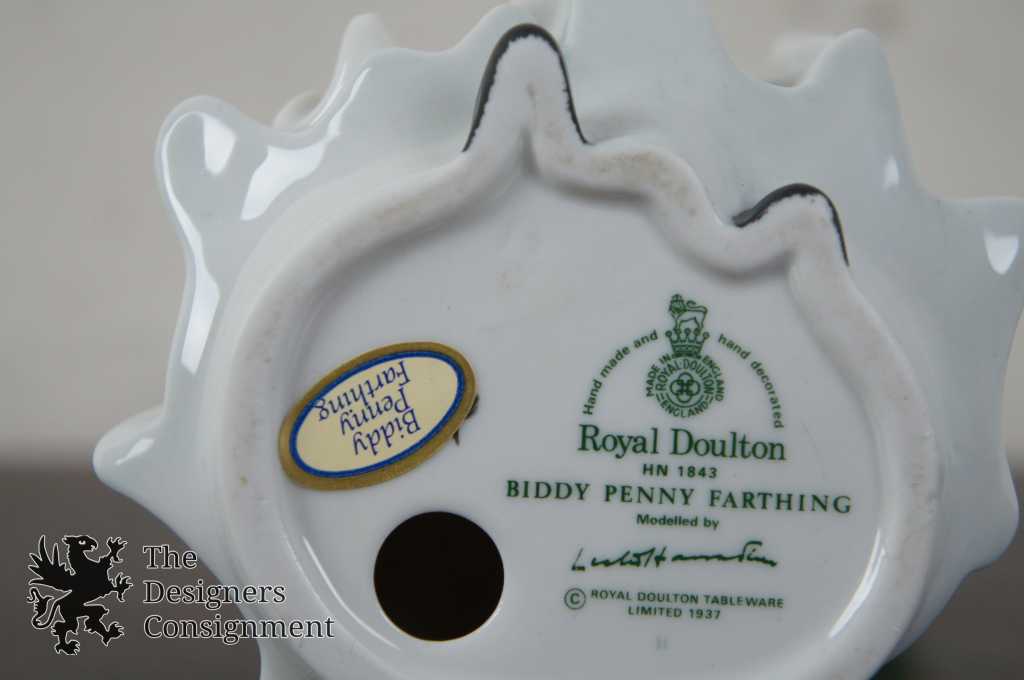 Hand made and hand decorated
MADE IN ENGLAND
ROYAL DOULTON
ENGLAND
Royal Doulton
HN 1843
BIDDY PENNY FARTHING
Modelled by
© ROYAL DOULTON TABLEWARE
LIMITED 1937
Biddy
Penny
Farthing
The
Designers
Consignment